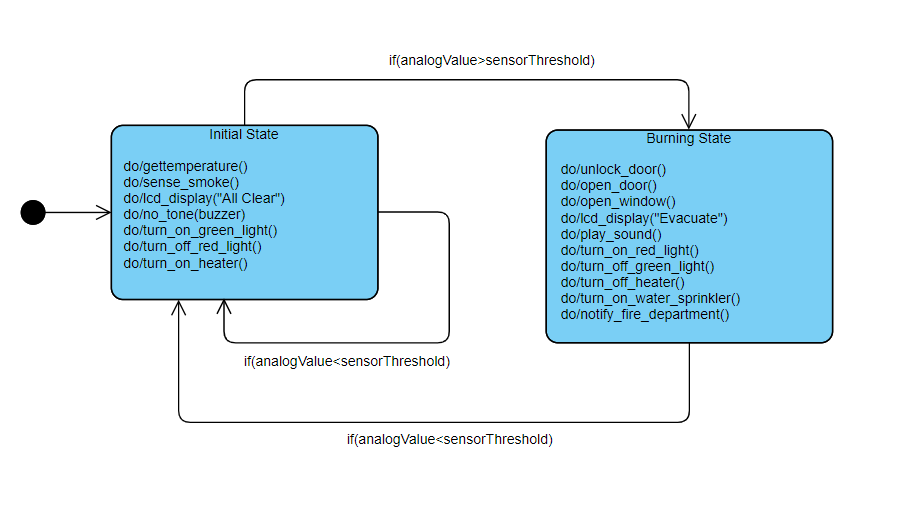 if(analogValue>sensorThreshold)
Initial State
do/gettemperature()
do/sense_smoke()
do/lcd_display("All Clear")
do/no_tone(buzzer)
do/turn_on_green_light()
do/turn_off_red_light()
do/turn_on_heater()
Burning State
do/unlock_door()
do/open_door()
do/open_window()
do/lcd_display("Evacuate")
do/play_sound()
do/turn_on_red_light()
do/turn_off_green_light()
do/turn_off_heater()
do/turn_on_water_sprinkler()
do/notify_fire_department()
if(analogValue<sensorThreshold)
if(analogValue<sensorThreshold)